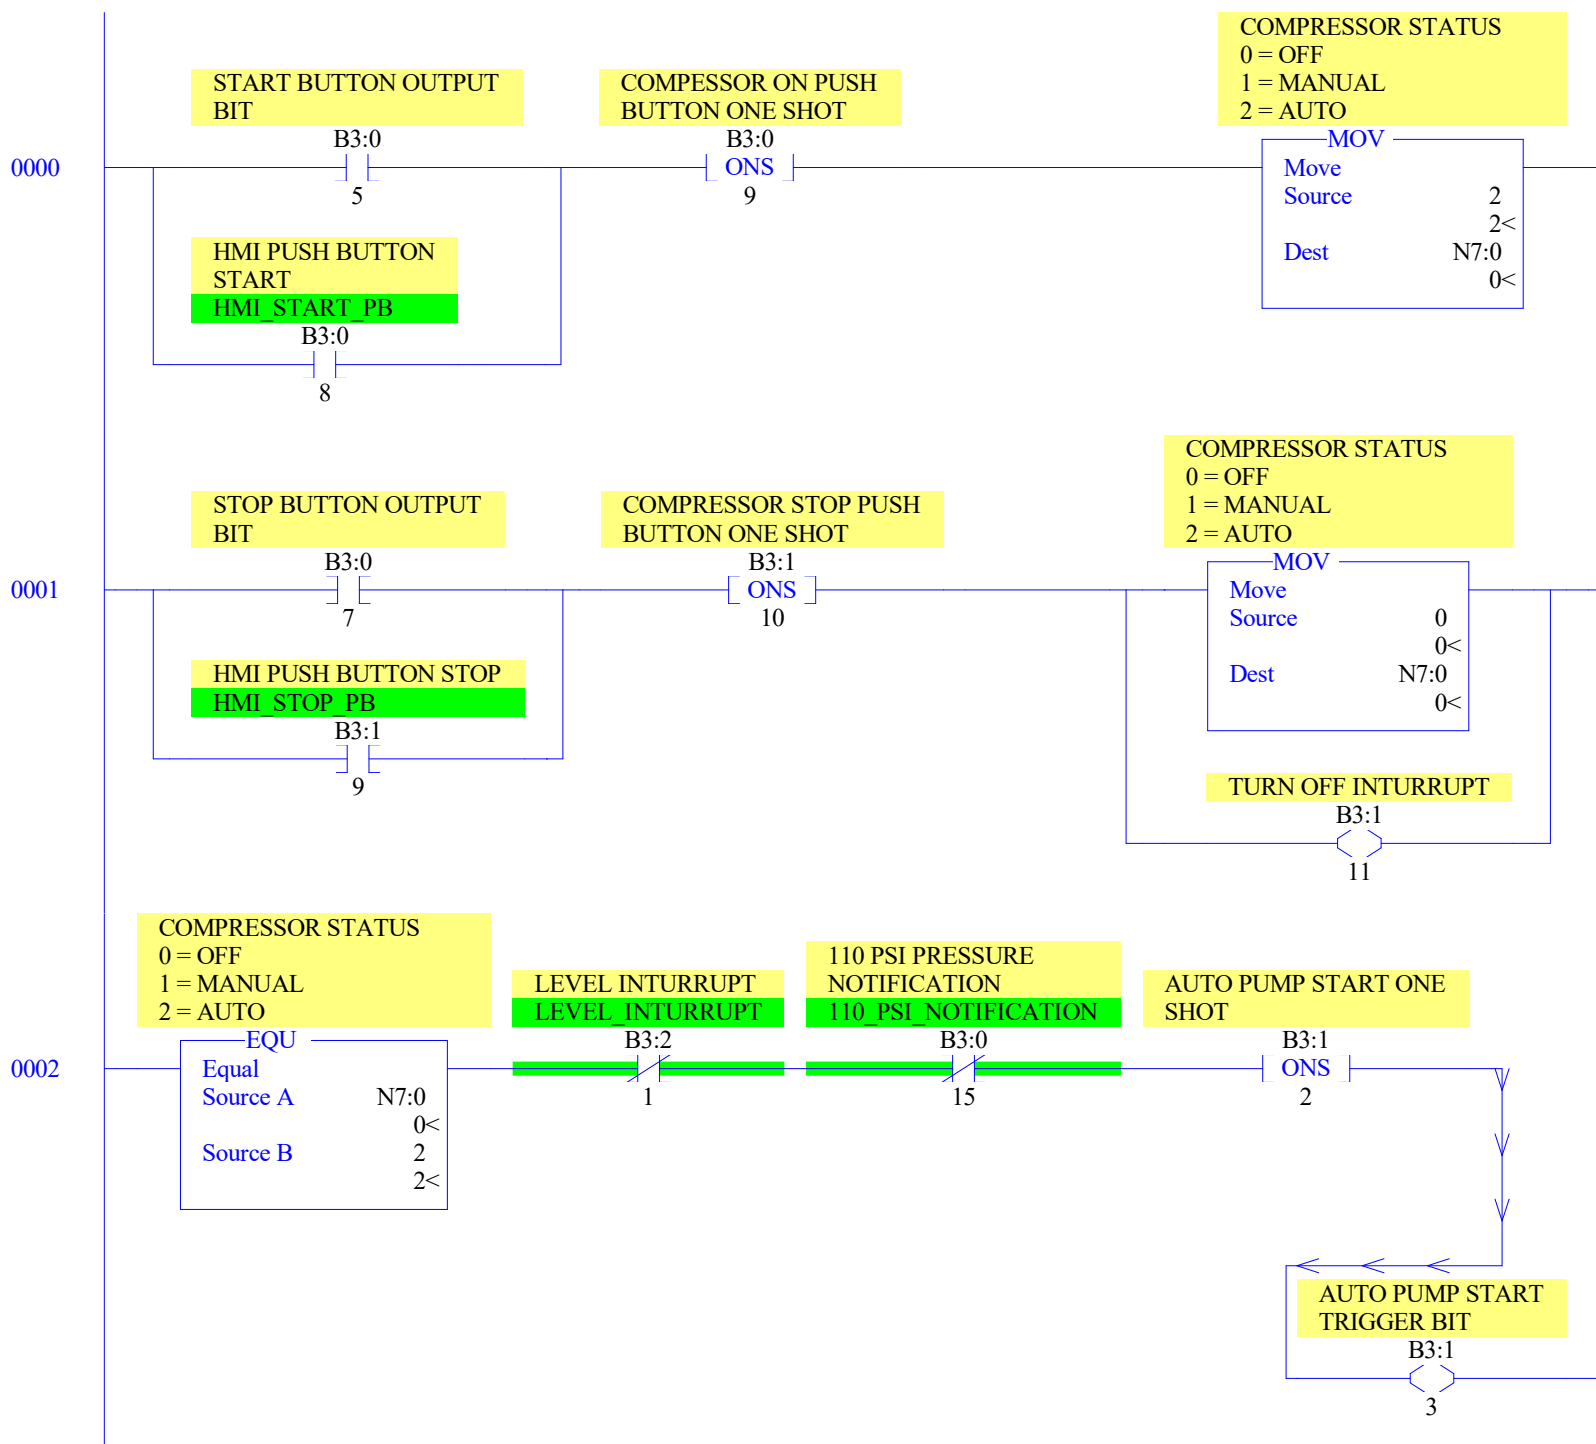 COMPRESSOR STATUS
0 = OFF
1 = MANUAL
2 = AUTO
START BUTTON OUTPUT
BIT
COMPESSOR ON PUSH
BUTTON ONE SHOT
B3:0
B3:0
MOV
0000
ONS
Move
5
9
Source 2
2<
HMI PUSH BUTTON
START
Dest N7:0
0<
HMI_START_PB
B3:0
8
COMPRESSOR STATUS
0 = OFF
1 = MANUAL
2 = AUTO
STOP BUTTON OUTPUT
BIT
COMPRESSOR STOP PUSH
BUTTON ONE SHOT
B3:0
B3:1
MOV
0001
ONS
Move
7
10
Source 0
0<
HMI PUSH BUTTON STOP
Dest N7:0
HMI_STOP_PB
0<
B3:1
9
TURN OFF INTURRUPT
B3:1
11
COMPRESSOR STATUS
0 = OFF
1 = MANUAL
2 = AUTO
LEVEL INTURRUPT
LEVEL_INTURRUPT
110 PSI PRESSURE
NOTIFICATION
110_PSI_NOTIFICATION
AUTO PUMP START ONE
SHOT
EQU
B3:2
B3:0
B3:1
0002
Equal
ONS
Source A N7:0
1
15
2
0<
Source B 2
2<
AUTO PUMP START
TRIGGER BIT
B3:1
3